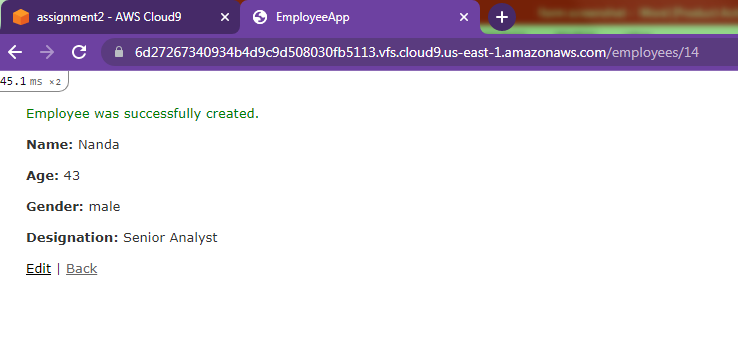 assignment2 - AWS Cloud9
EmployeeApp
6d27267340934b4d9c9d508030fb5113.vfs.cloud9.us-east-1.amazonaws.com/employees/14
45.1 ms ×2
Employee was successfully created.
Name: Nanda
Age: 43
Gender: male
Designation: Senior Analyst
Edit | Back